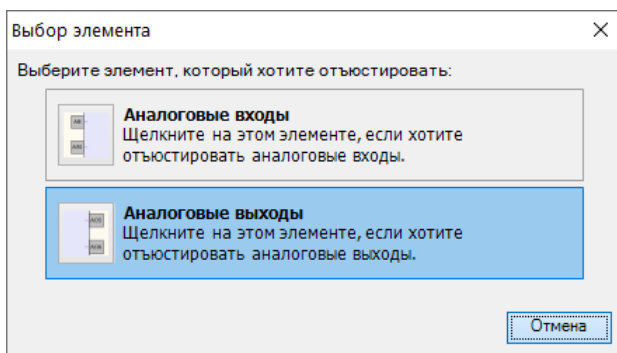 Выбор элемента
Выберите элемент, который хотите отъюстировать:
Аналоговые входы
Щелкните на этом элементе, если хотите
отъюстировать аналоговые входы.
Аналоговые выходы
Щелкните на этом элементе, если хотите
отъюстировать аналоговые выходы.
Отмена